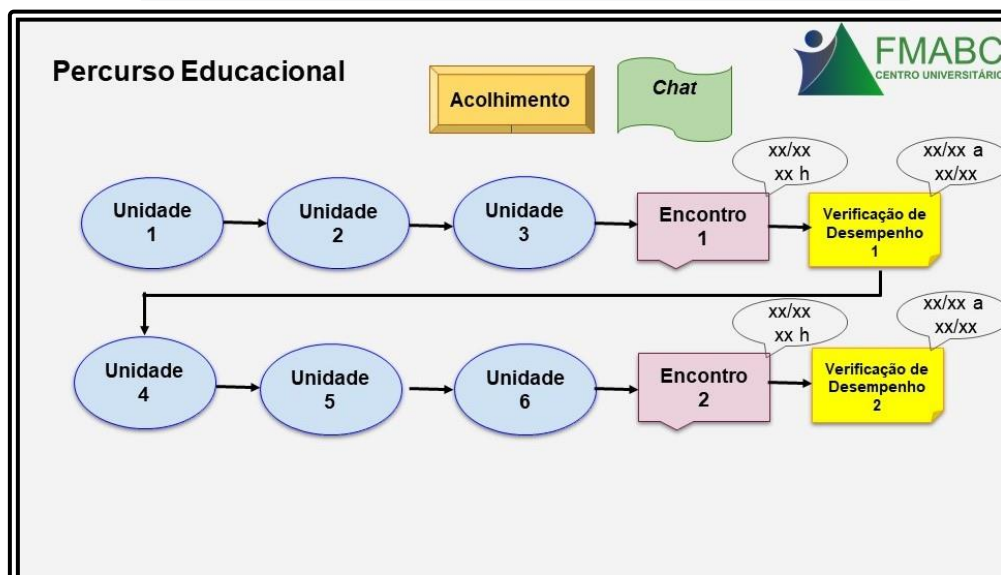 Percurso Educacional
Acolhimento
Chat
FMABC
CENTRO UNIVERSITÁRIO
xx/xx
xx h
xx/xx a
xx/xx
Unidade
1
Unidade
2
Unidade
3
Encontro
1
Verificação de
Desempenho
1
xx/xx
xx h
xx/xx a
xx/xx
Unidade
4
Unidade
5
Unidade
6
Encontro
2
Verificação de
Desempenho
2